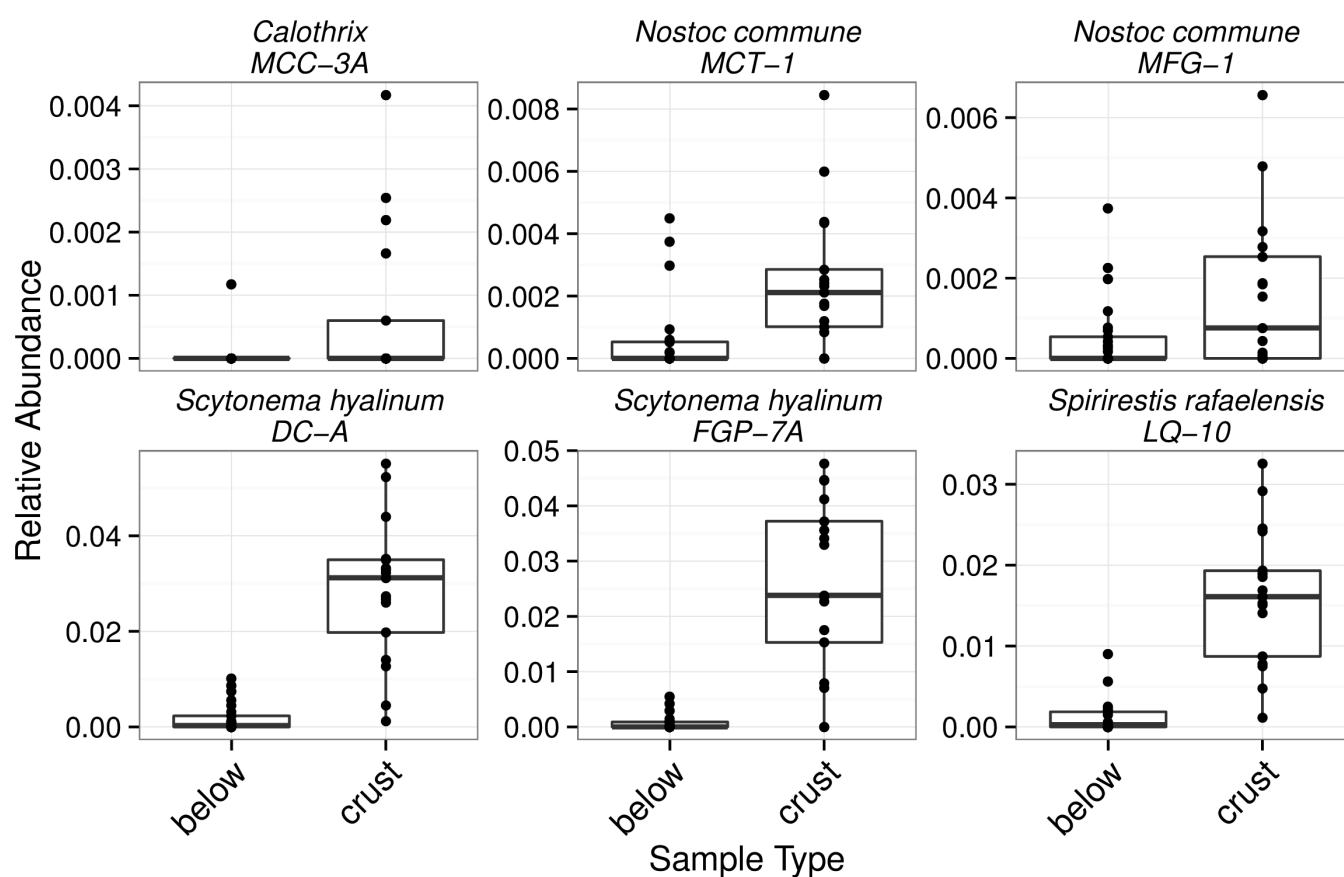 Calothrix
MCC−3A
Nostoc commune
MCT−1
Nostoc commune
MFG−1
0.004
0.003
0.002
0.001
0.000
0.008
0.006
0.004
0.002
0.000
0.006
0.004
0.002
0.000
Scytonema hyalinum
DC−A
Scytonema hyalinum
FGP−7A
Spirirestis rafaelensis
LQ−10
0.04
0.02
0.00
0.05
0.04
0.03
0.02
0.01
0.00
0.03
0.02
0.01
0.00
below
crust
below
crust
below
crust
Relative Abundance
Sample Type